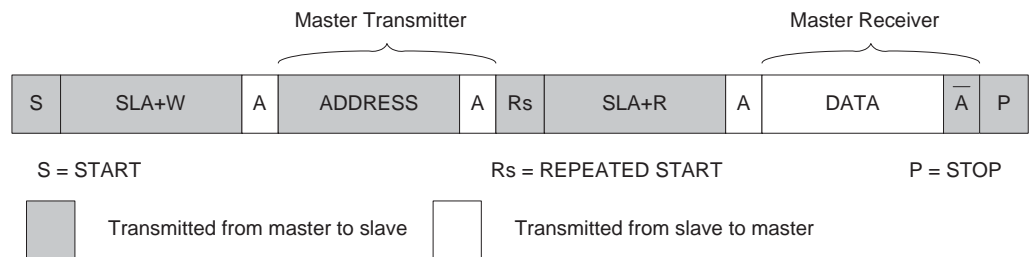 Master Transmitter Master Receiver
S SLA+W A ADDRESS A Rs SLA+R A DATA A̅ P
S = START Rs = REPEATED START P = STOP
Transmitted from master to slave Transmitted from slave to master